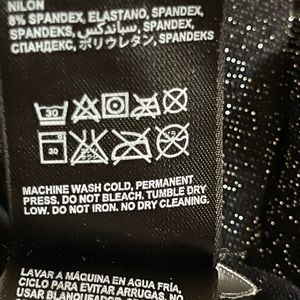 NILON
8% SPANDEX, ELASTANO, SPANDEX,
SPANDEKS, سباندكس, SPANDEX,
СПАНДЕКС, ポリウレタン, SPANDEKS
30
30
MACHINE WASH COLD, PERMANENT
PRESS. DO NOT BLEACH. TUMBLE DRY
LOW. DO NOT IRON. NO DRY CLEANING.
LAVAR A MÁQUINA EN AGUA FRÍA,
CICLO PARA EVITAR ARRUGAS. NO
USAR BLANQUEADOR.